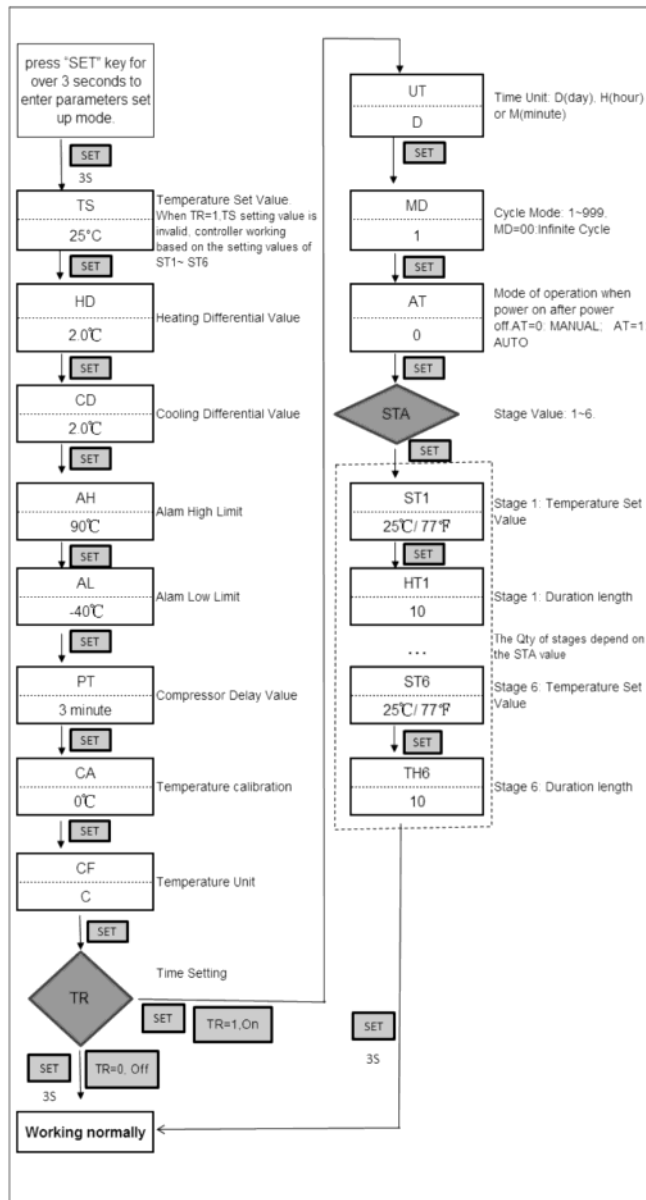 press "SET" key for
over 3 seconds to
enter parameters set
up mode.
SET
3S
TS
25°C
Temperature Set Value.
When TR=1,TS setting value is
invalid, controller working
based on the setting values of
ST1~ ST6
SET
HD
2.0℃
Heating Differential Value
SET
CD
2.0℃
Cooling Differential Value
SET
AH
90℃
Alam High Limit
SET
AL
-40℃
Alam Low Limit
SET
PT
3 minute
Compressor Delay Value
SET
CA
0℃
Temperature calibration
SET
CF
C
Temperature Unit
SET
TR
Time Setting
SET
TR=1,On
SET
3S
TR=0, Off
Working normally
UT
D
Time Unit: D(day), H(hour)
or M(minute)
SET
MD
1
Cycle Mode: 1~999.
MD=00:Infinite Cycle
SET
AT
0
Mode of operation when
power on after power
off.AT=0: MANUAL; AT=1:
AUTO
SET
STA
Stage Value: 1~6.
SET
ST1
25℃/ 77℉
Stage 1: Temperature Set
Value
SET
HT1
10
Stage 1: Duration length
...
The Qty of stages depend on
the STA value
ST6
25℃/ 77℉
Stage 6: Temperature Set
Value
SET
TH6
10
Stage 6: Duration length
SET
3S